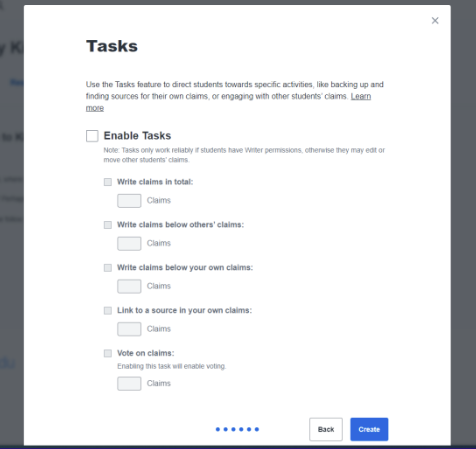 Tasks
Use the Tasks feature to direct students towards specific activities, like backing up and
finding sources for their own claims, or engaging with other students' claims. Learn
more
Enable Tasks
Note: Tasks only work reliably if students have Writer permissions, otherwise they may edit or
move other students' claims.
Write claims in total:
Claims
Write claims below others' claims:
Claims
Write claims below your own claims:
Claims
Link to a source in your own claims:
Claims
Vote on claims:
Enabling this task will enable voting.
Claims
Back Create